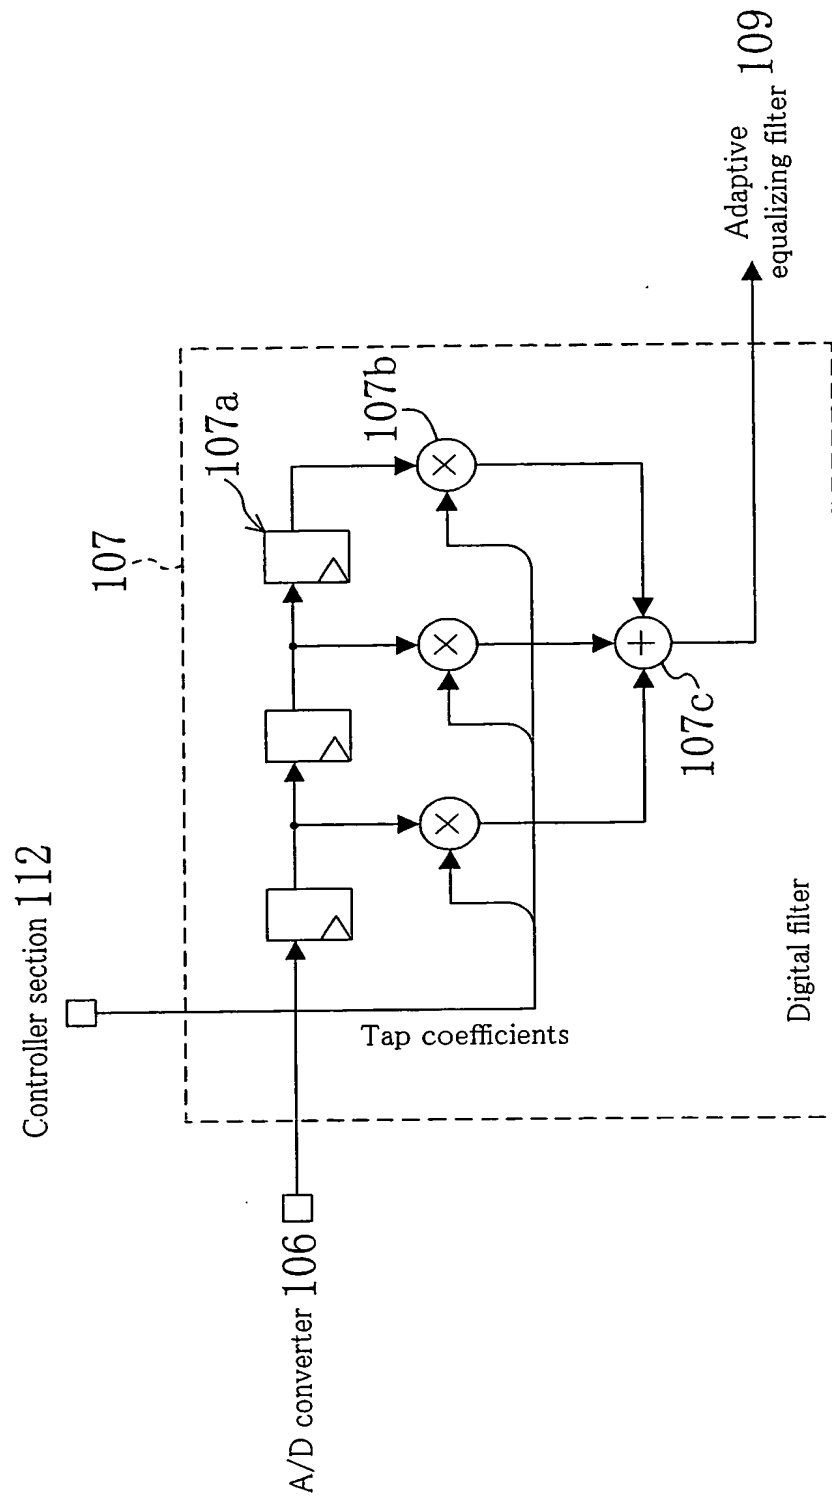 Controller section 112
107
107a
107b
A/D converter 106
Tap coefficients
107c
Adaptive
equalizing filter 109
Digital filter